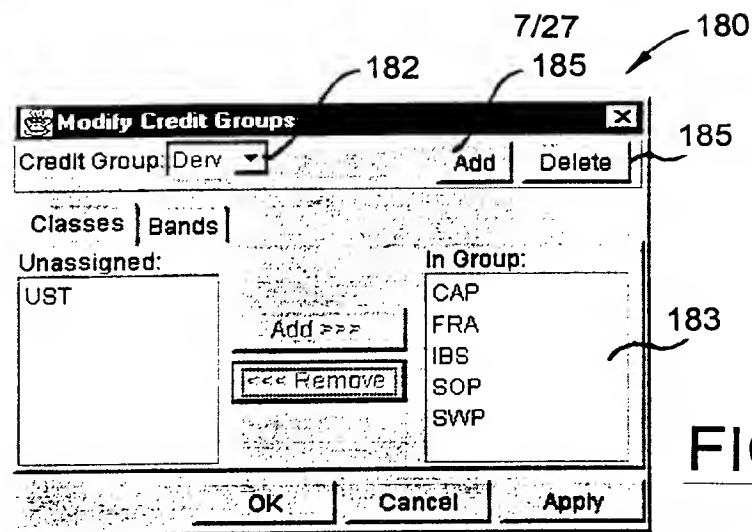 7/27
180
182
185
Modify Credit Groups
Credit Group: Derv
Add
Delete
185
Classes
Bands
Unassigned:
In Group:
UST
CAP
FRA
IBS
SOP
SWP
Add >>>
<<< Remove
183
FIG
OK
Cancel
Apply